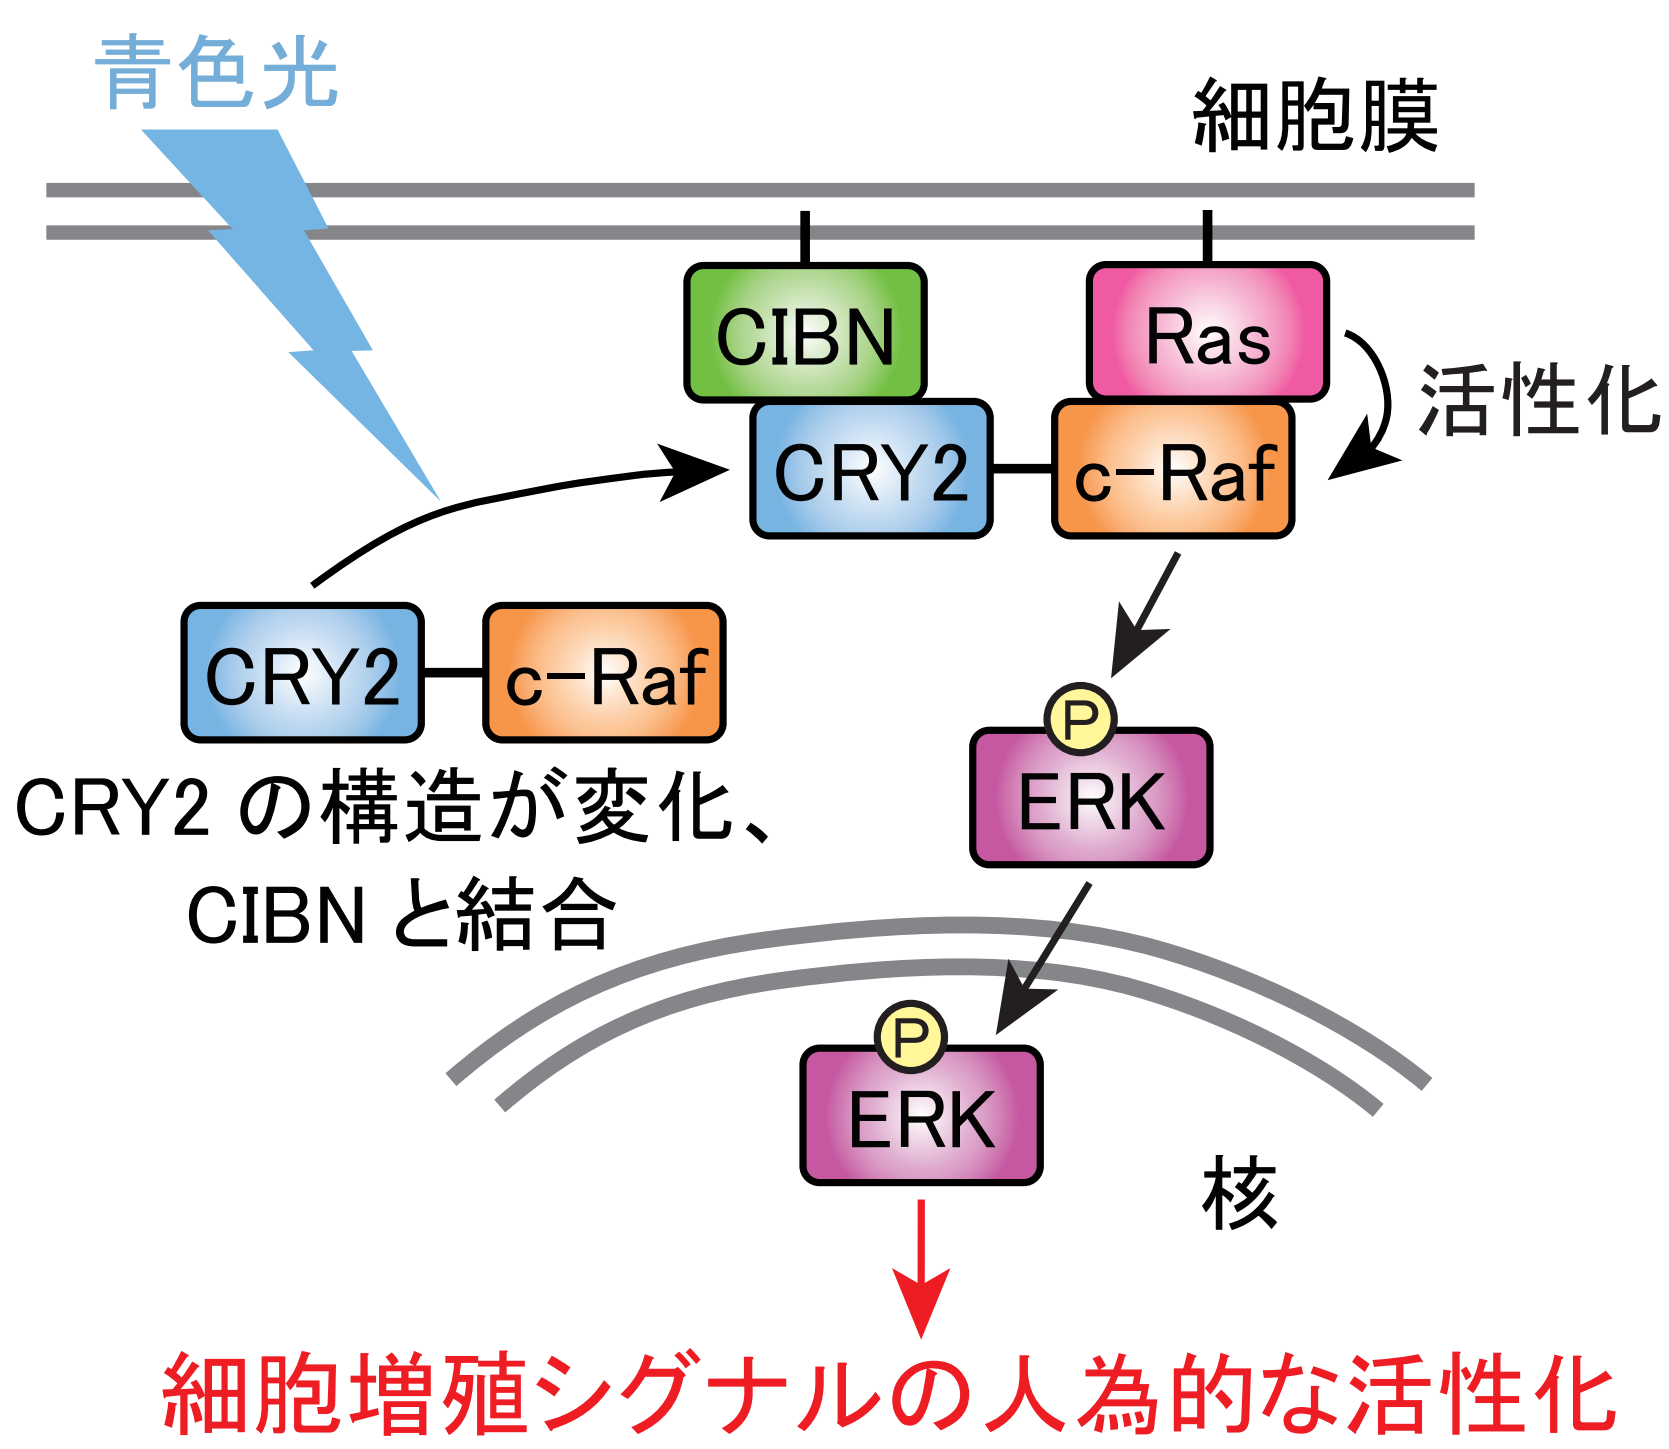 青色光
細胞膜
CIBN
Ras
活性化
CRY2
c-Raf
CRY2
c-Raf
CRY2 の構造が変化、
CIBN と結合
P
ERK
P
ERK
核
細胞増殖シグナルの人為的な活性化